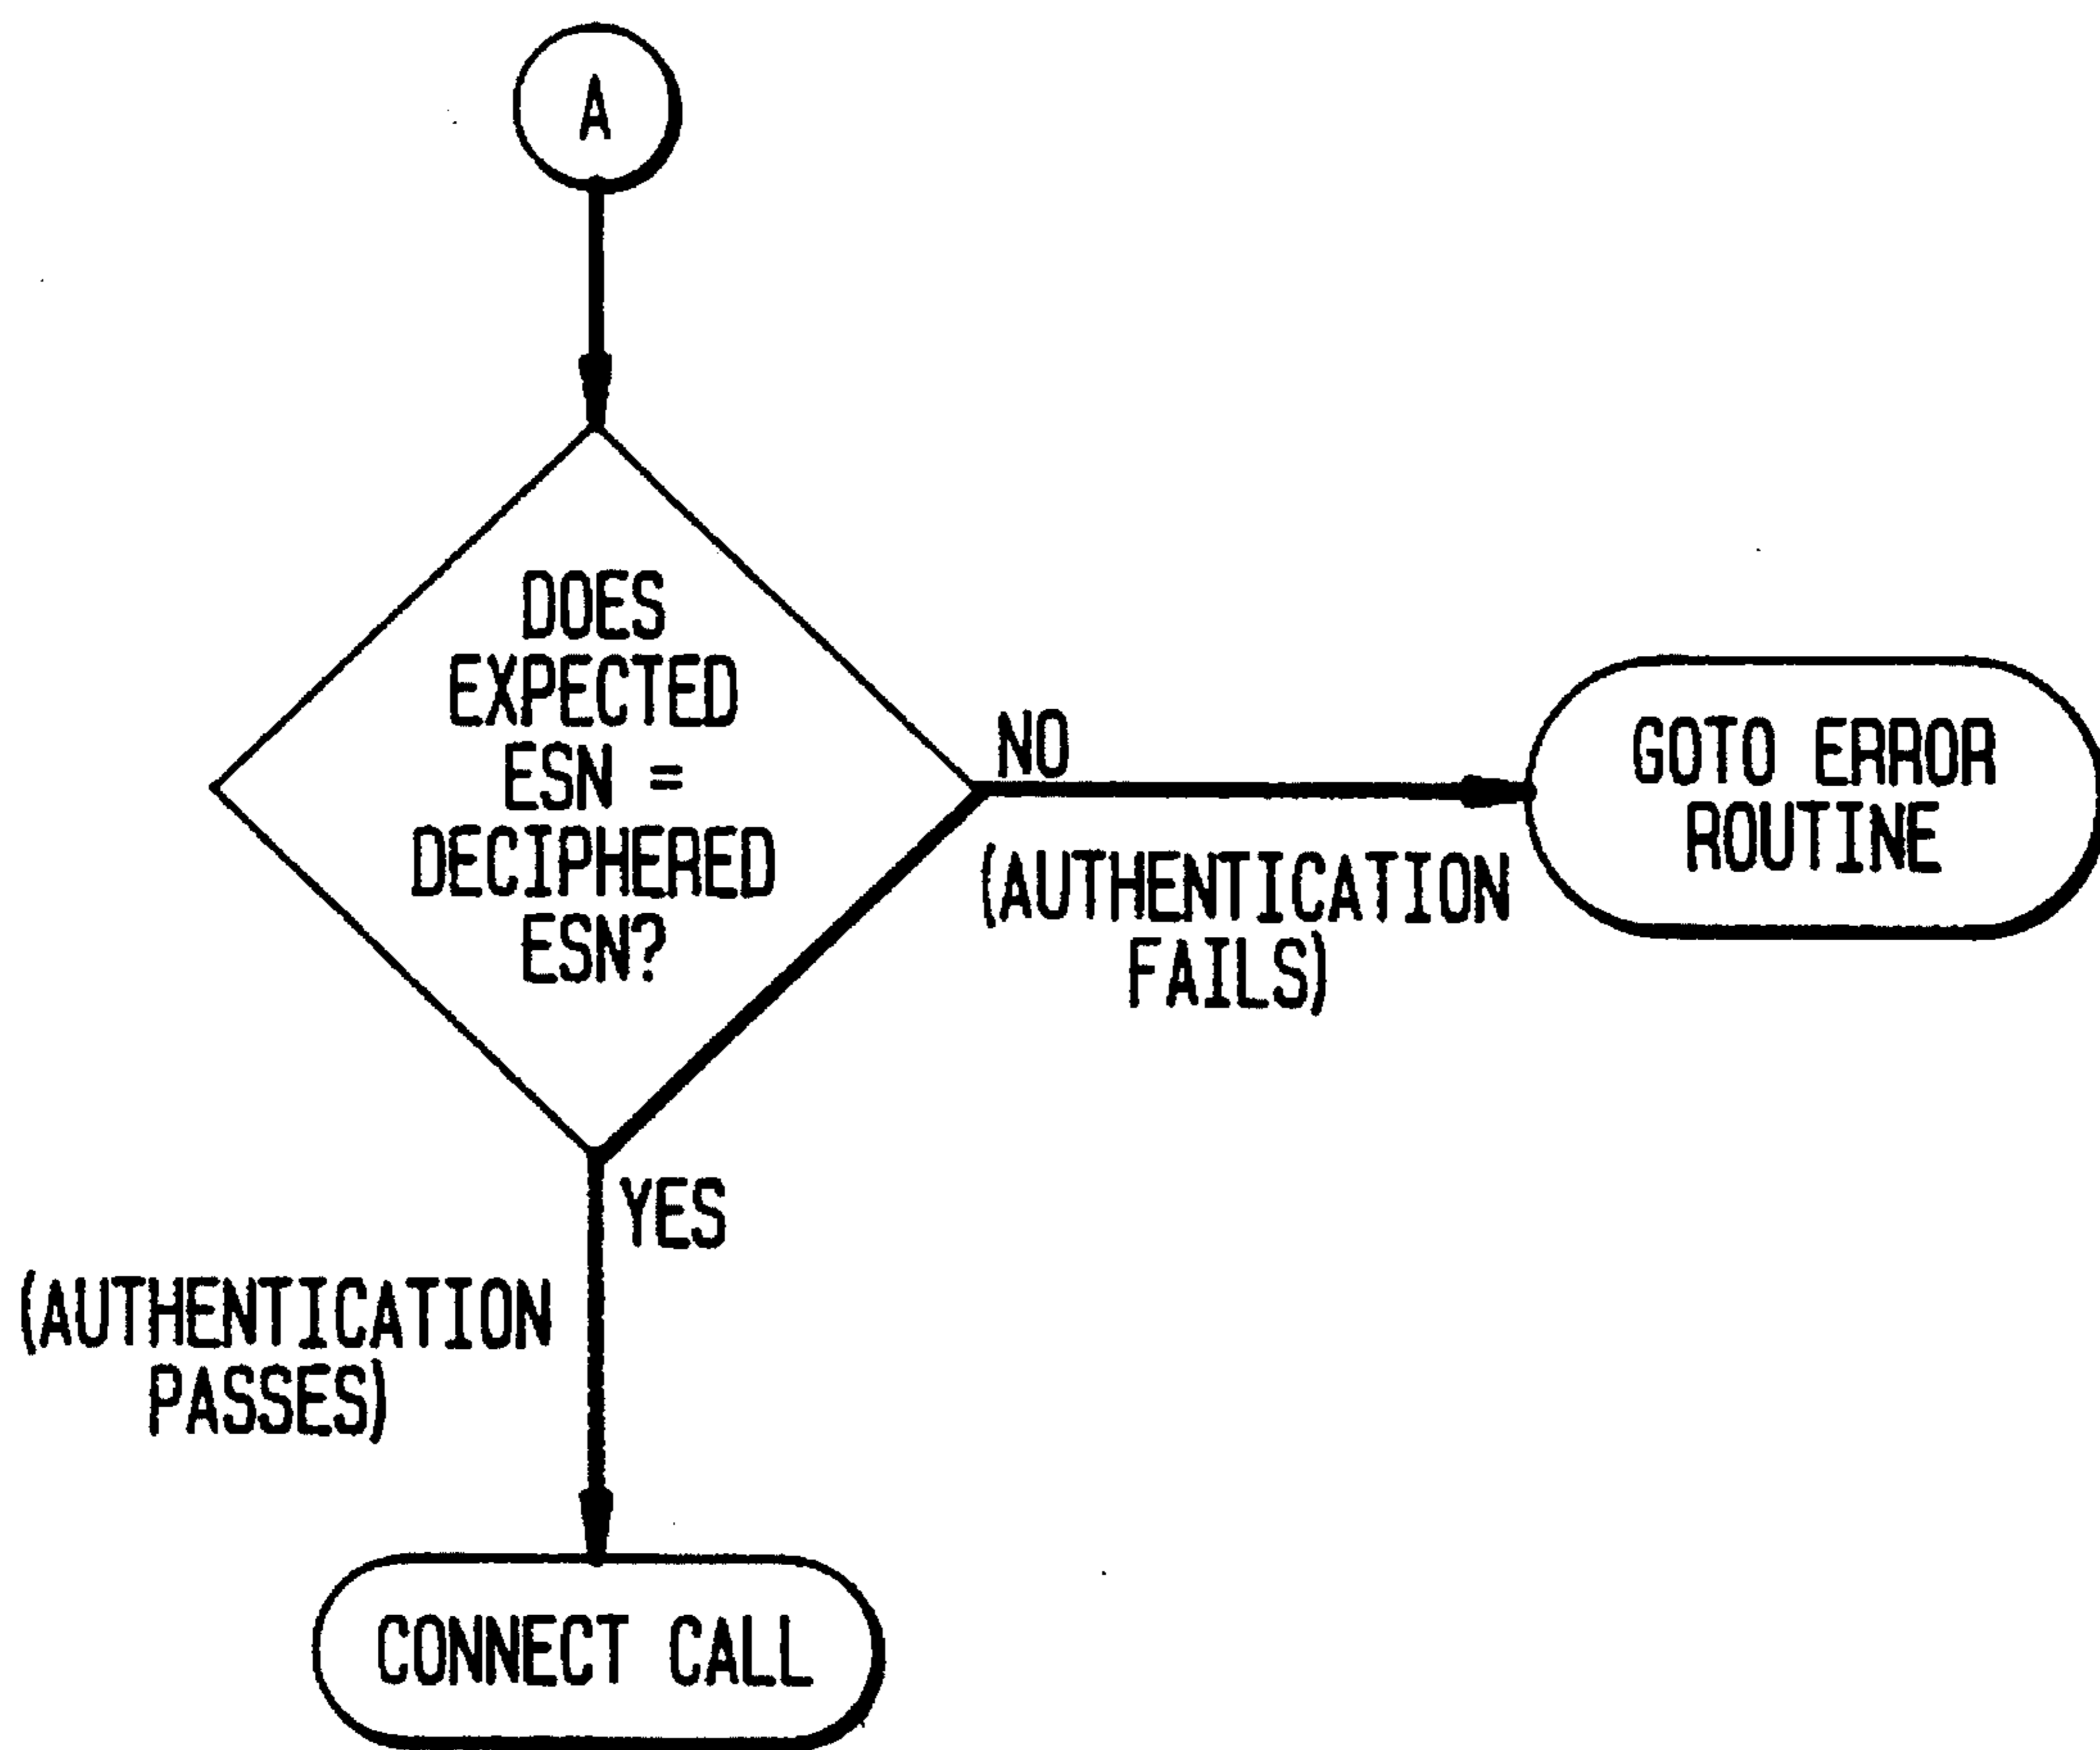 A
DOES
EXPECTED
ESN =
DECIPHERED
ESN?
NO
(AUTHENTICATION
FAILS)
GOTO ERROR
ROUTINE
YES
(AUTHENTICATION
PASSES)
CONNECT CALL